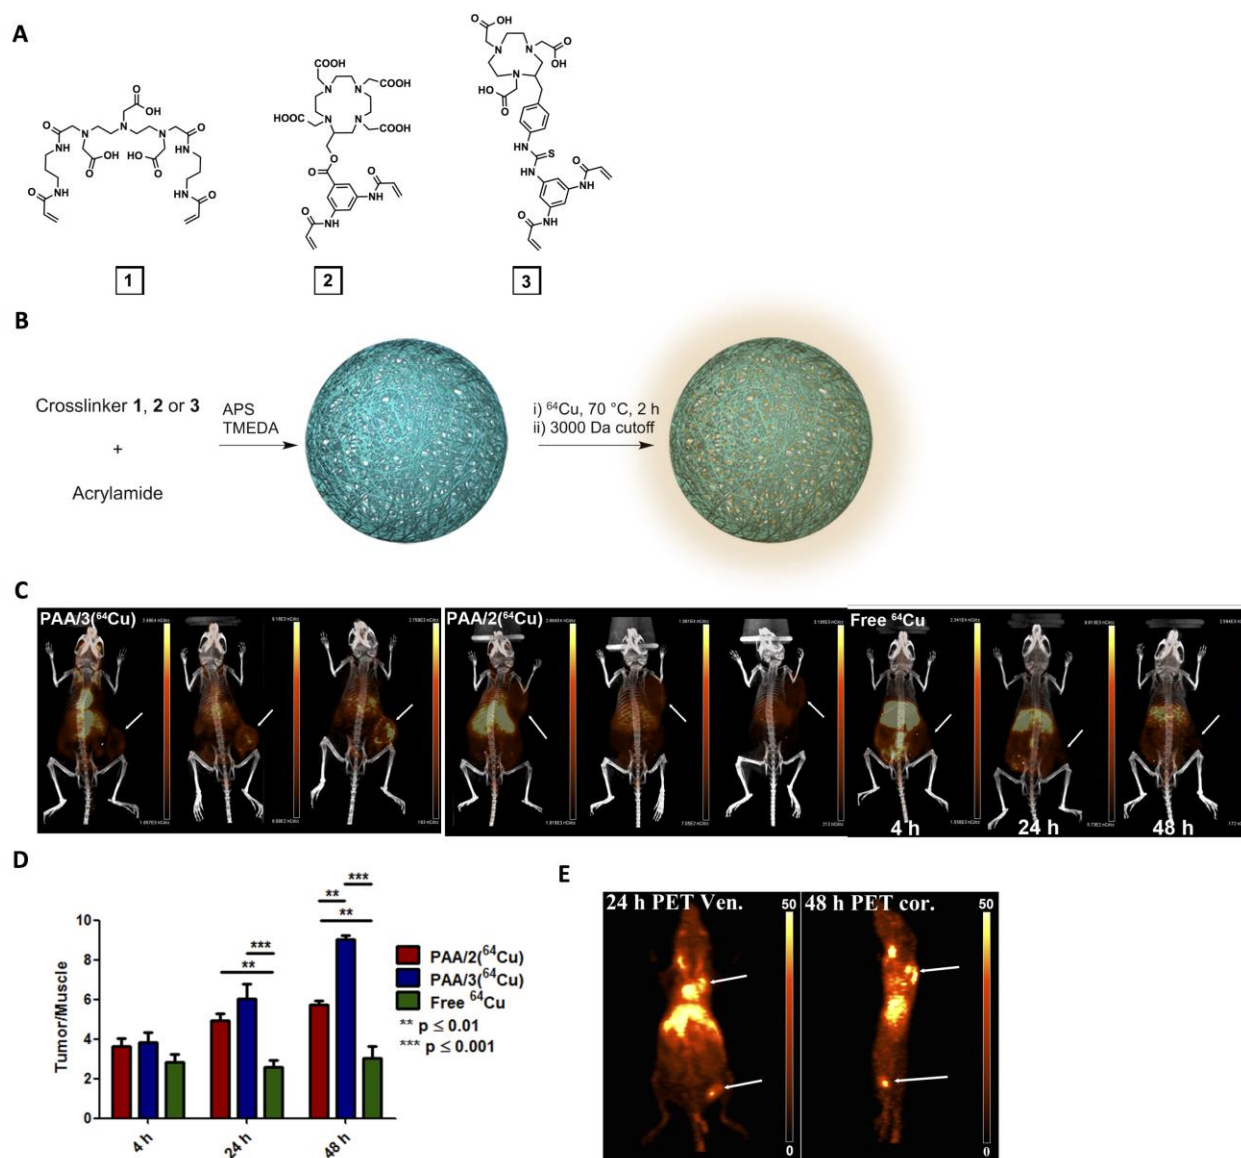 A
1
2
3
B
Crosslinker 1, 2 or 3
+
Acrylamide
APS
TMEDA
i) ⁶⁴Cu, 70 °C, 2 h
ii) 3000 Da cutoff
C
PAA/3(⁶⁴Cu)
PAA/2(⁶⁴Cu)
Free ⁶⁴Cu
4 h
24 h
48 h
D
Tumor/Muscle
10
8
6
4
2
0
4 h
24 h
48 h
***
**
**
***
**
PAA/2(⁶⁴Cu)
PAA/3(⁶⁴Cu)
Free ⁶⁴Cu
** p ≤ 0.01
*** p ≤ 0.001
E
24 h PET Ven.
50
0
48 h PET cor.
50
0